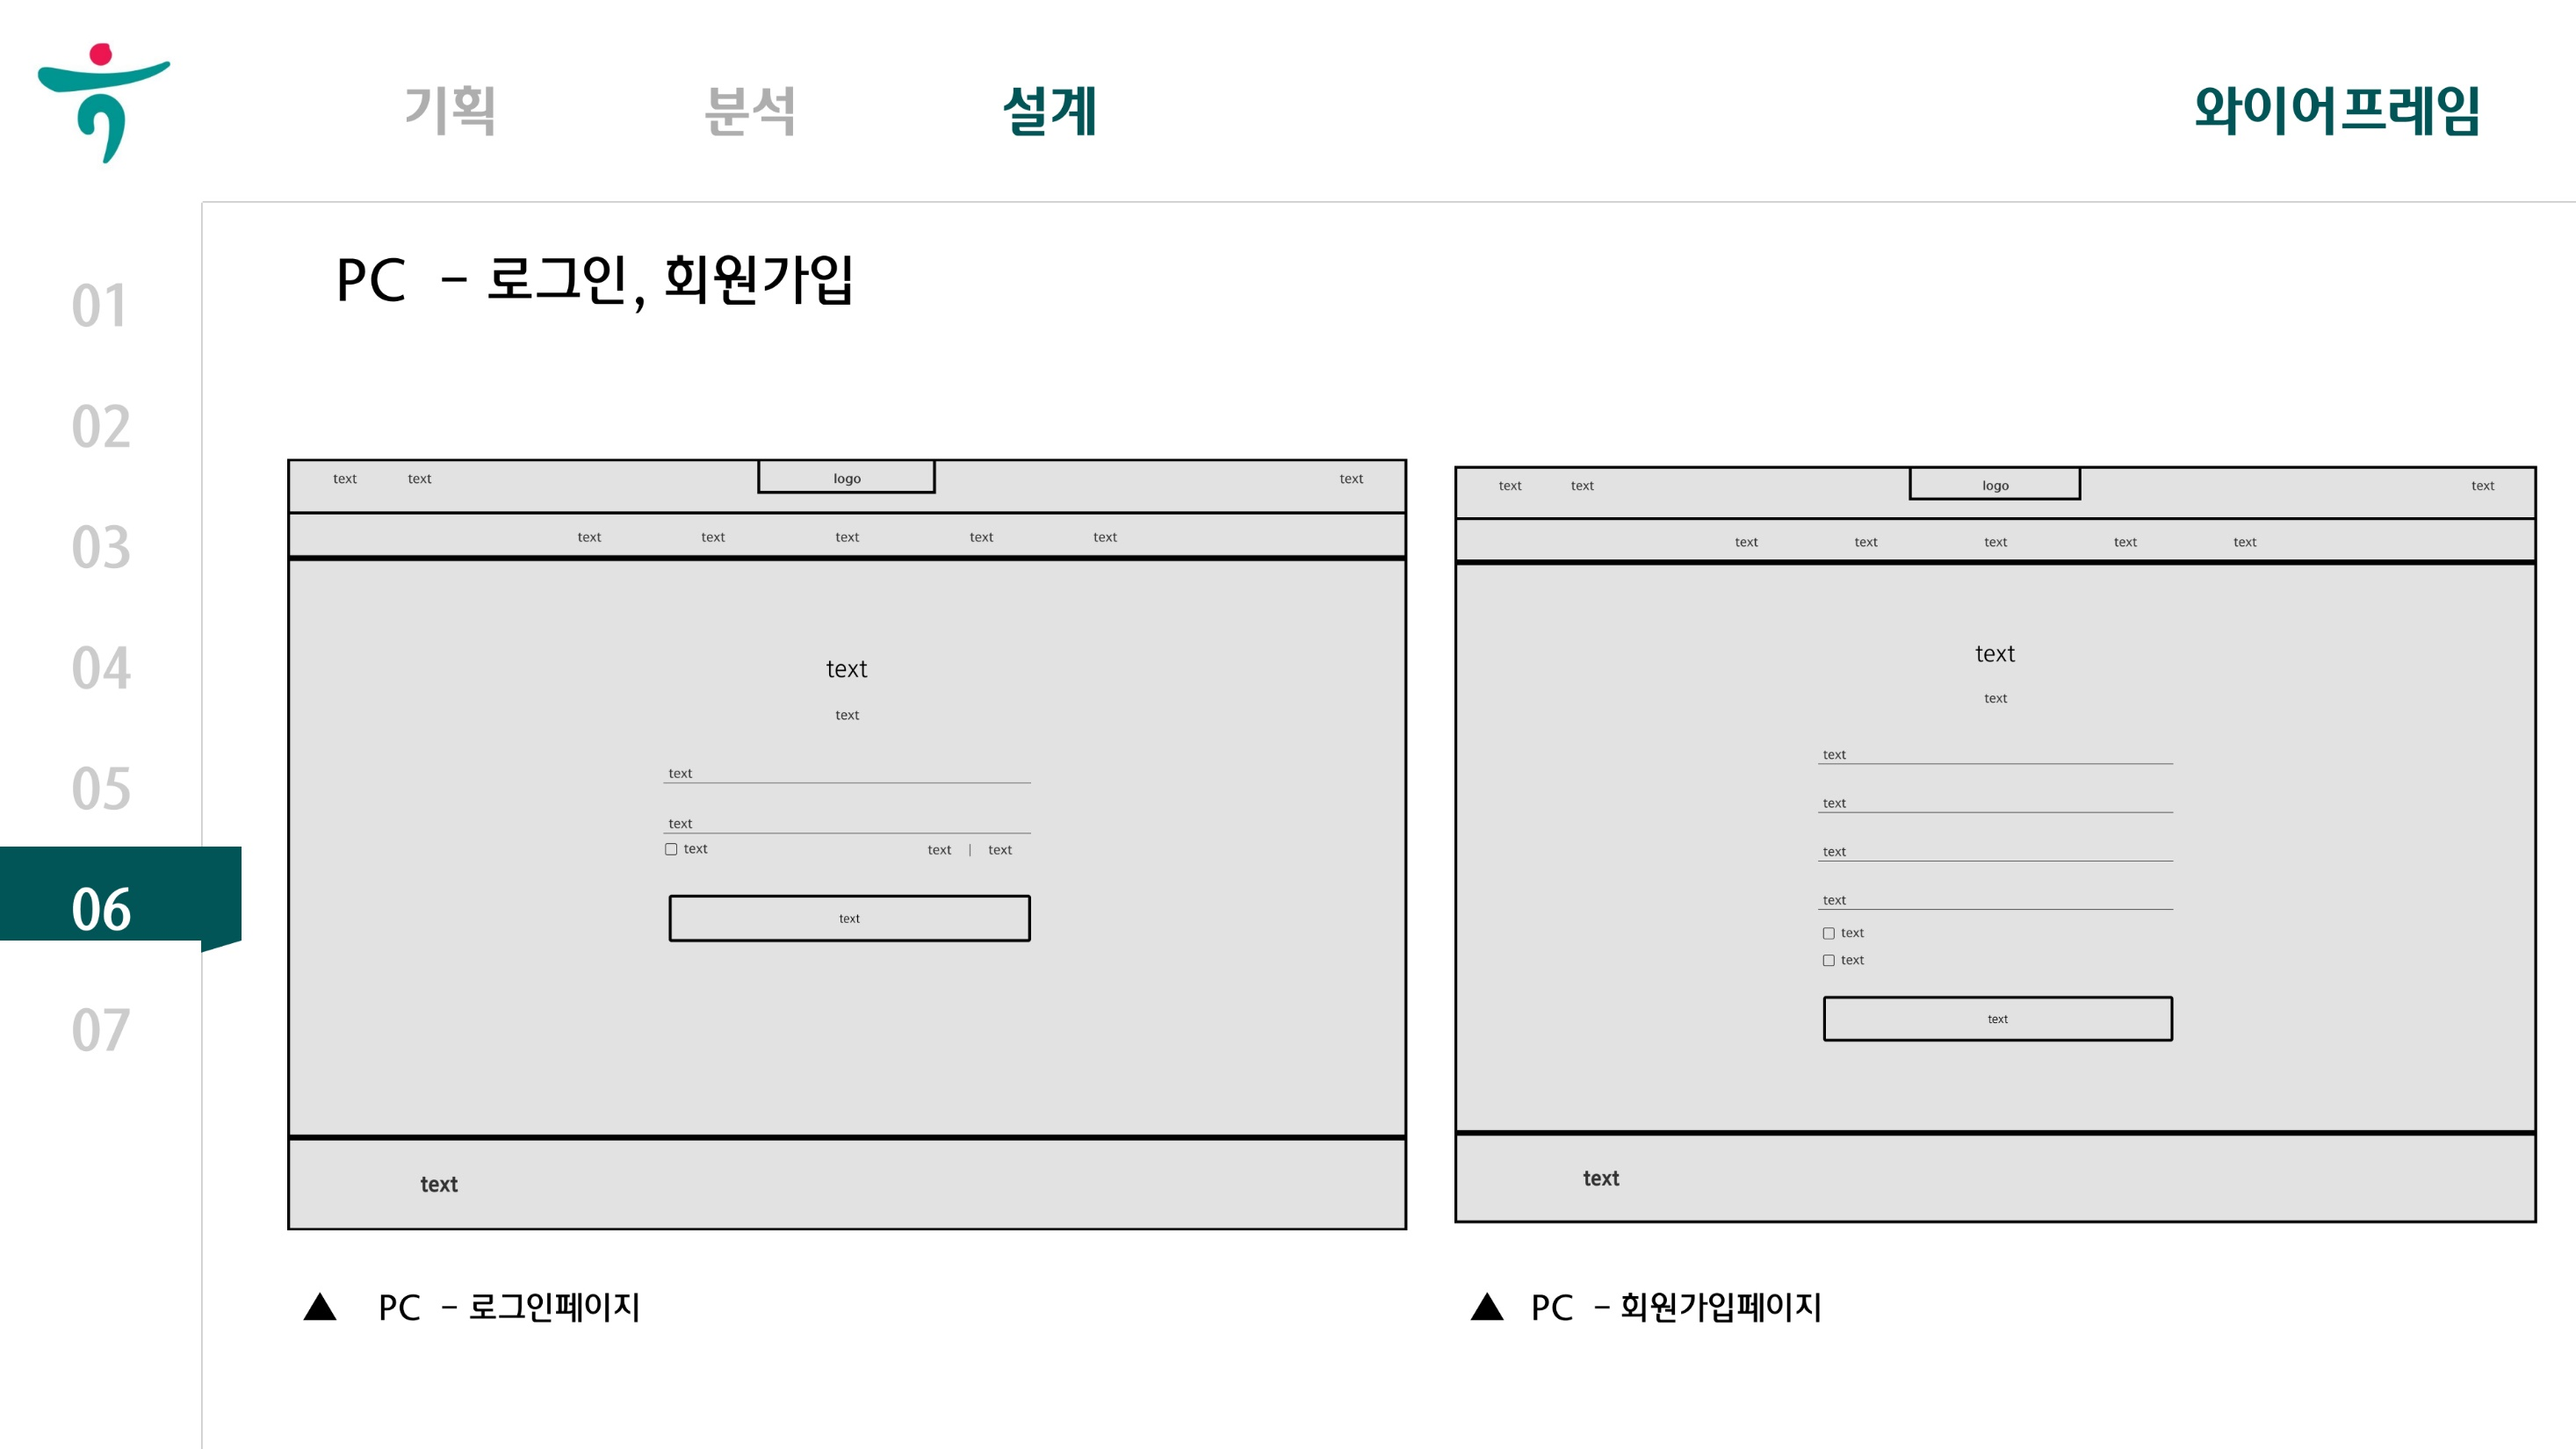 기획 분석 설계 와이어프레임
PC - 로그인, 회원가입
01
02
03
04
05
06
07
text text logo text
text text text text text
text
text
text
text
text text | text
text
text
PC - 로그인페이지
text text logo text
text text text text text
text
text
text
text
text
text
text
text
text
text
PC - 회원가입페이지